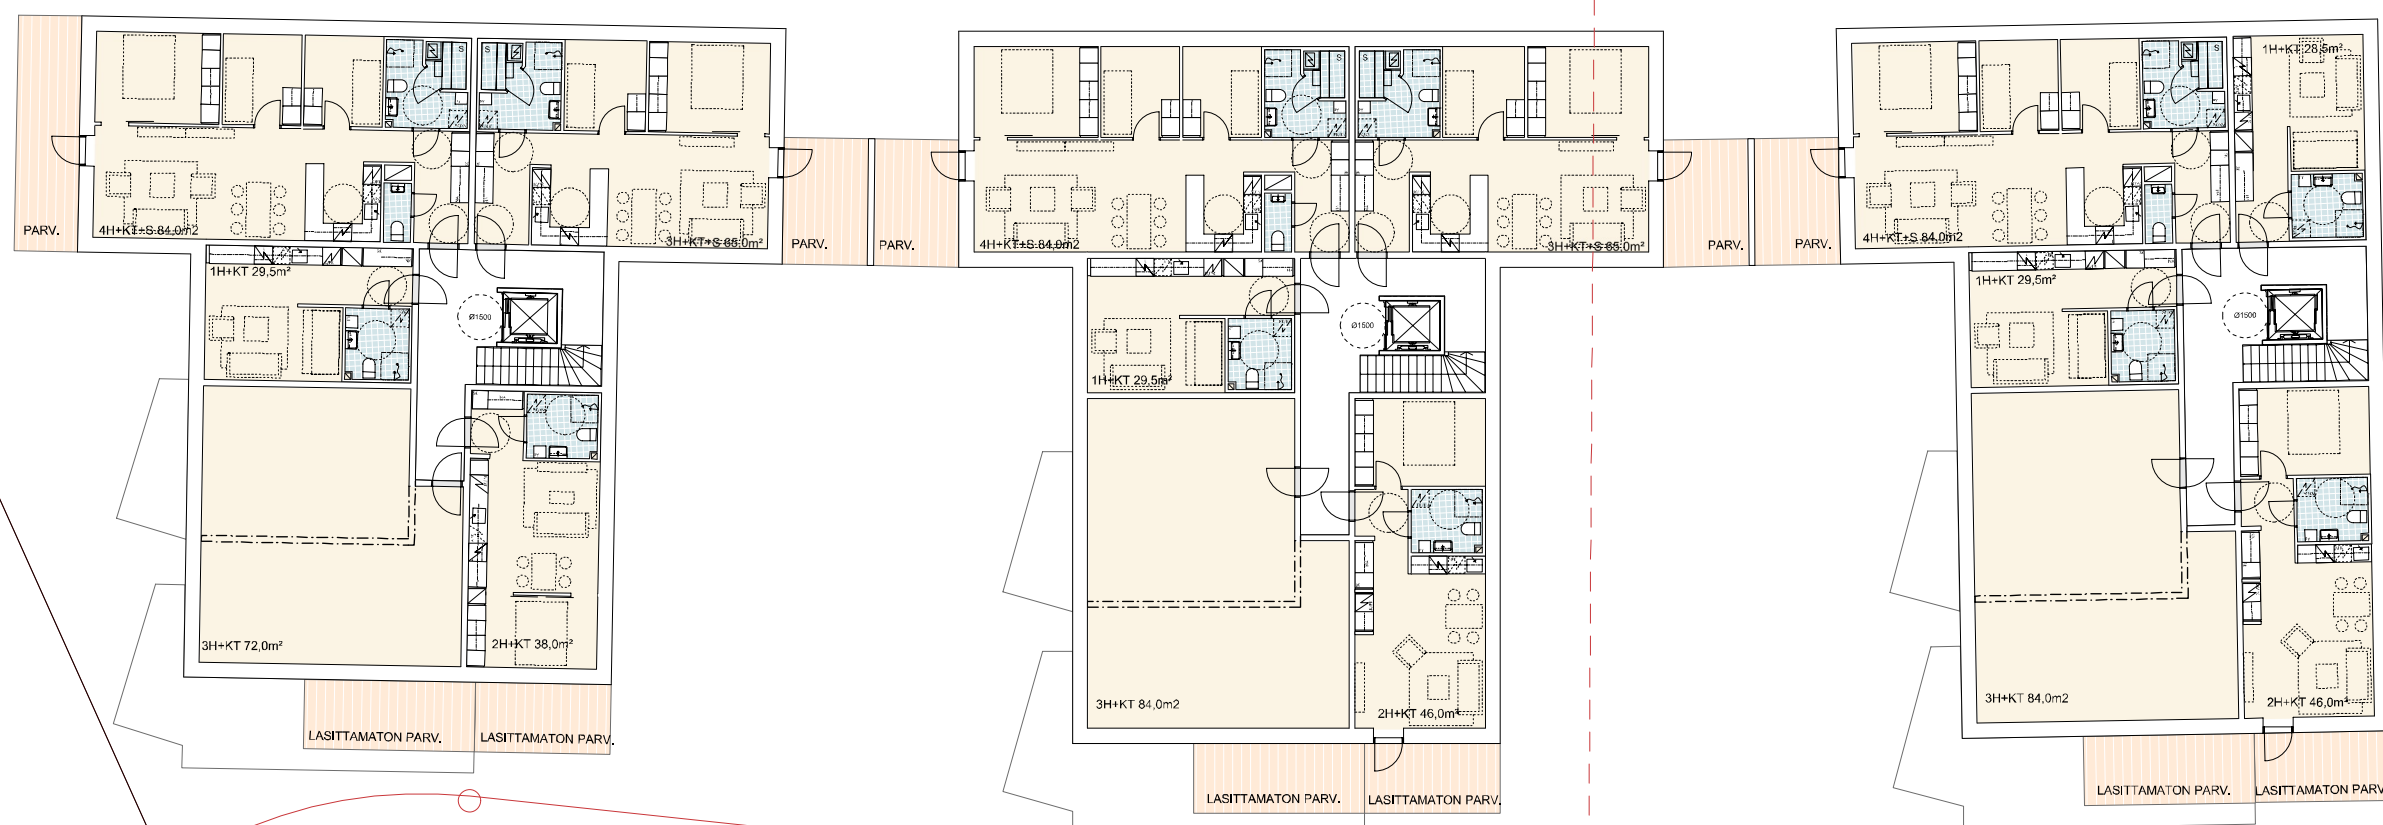 PARV.
4H+KT+S 84,0m2
3H+KT+S 65,0m²
PARV.
1H+KT 29,5m²
Ø1500
3H+KT 72,0m²
2H+KT 38,0m²
LASITTAMATON PARV.
LASITTAMATON PARV.
PARV.
4H+KT+S 84,0m2
3H+KT+S 65,0m²
PARV.
1H+KT 29,5m²
Ø1500
3H+KT 84,0m2
2H+KT 46,0m²
LASITTAMATON PARV.
LASITTAMATON PARV.
PARV.
4H+KT+S 84,0m2
1H+KT 28,5m²
1H+KT 29,5m²
Ø1500
3H+KT 84,0m2
2H+KT 46,0m²
LASITTAMATON PARV.
LASITTAMATON PARV
S
S
S
S
S